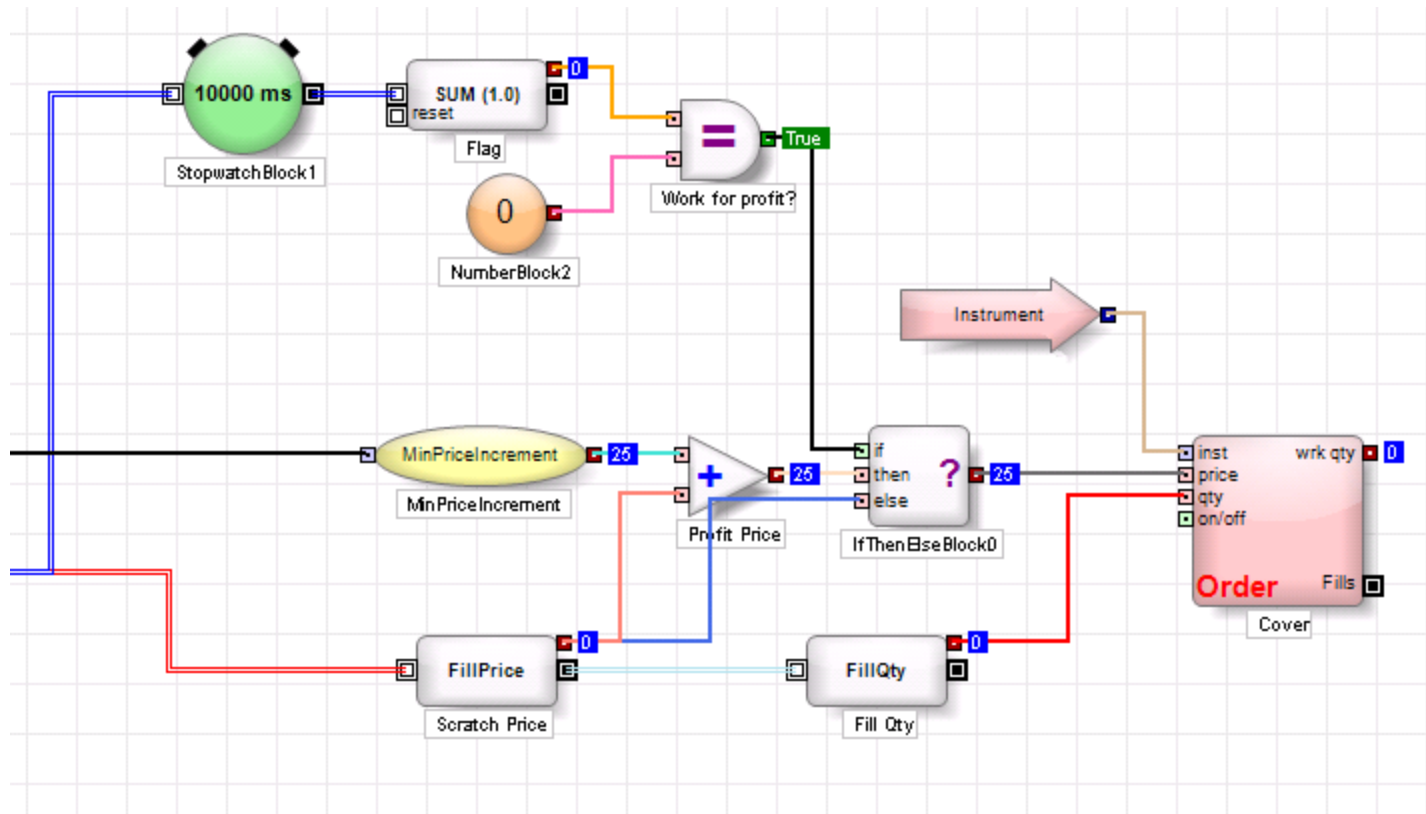 10000 ms
StopwatchBlock1
SUM (1.0)
0
reset
Flag
=
True
Work for profit?
0
NumberBlock2
Instrument
MinPriceIncrement
25
MinPriceIncrement
+
25
Profit Price
if
then
else
?
25
IfThenElseBlock0
inst
price
qty
on/off
wrk qty
0
Order
Fills
Cover
FillPrice
0
Scratch Price
FillQty
0
Fill Qty